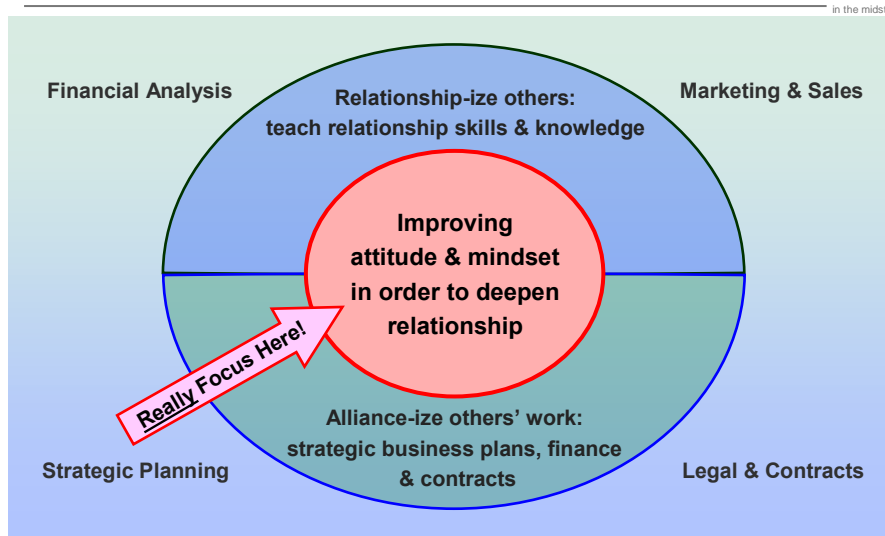 in the midst
Financial Analysis
Marketing & Sales
Relationship-ize others:
teach relationship skills & knowledge
Improving
attitude & mindset
in order to deepen
relationship
Really Focus Here!
Alliance-ize others’ work:
strategic business plans, finance
& contracts
Strategic Planning
Legal & Contracts